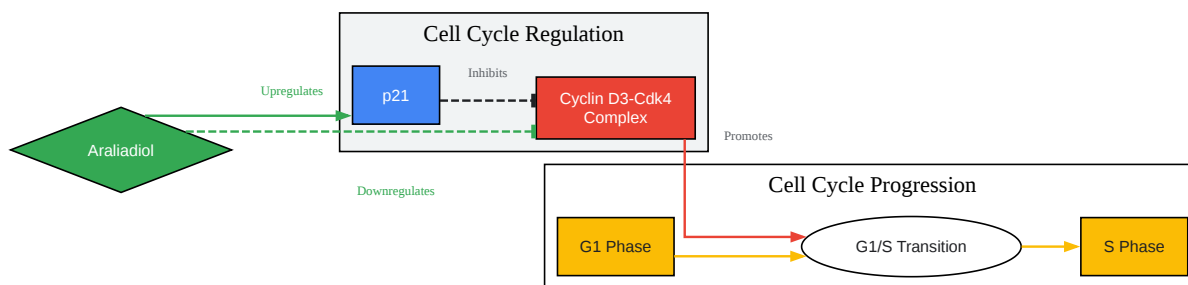 Cell Cycle Regulation
p21
Inhibits
Cyclin D3-Cdk4
Complex
Upregulates
Araliadiol
Promotes
Downregulates
Cell Cycle Progression
G1 Phase
G1/S Transition
S Phase